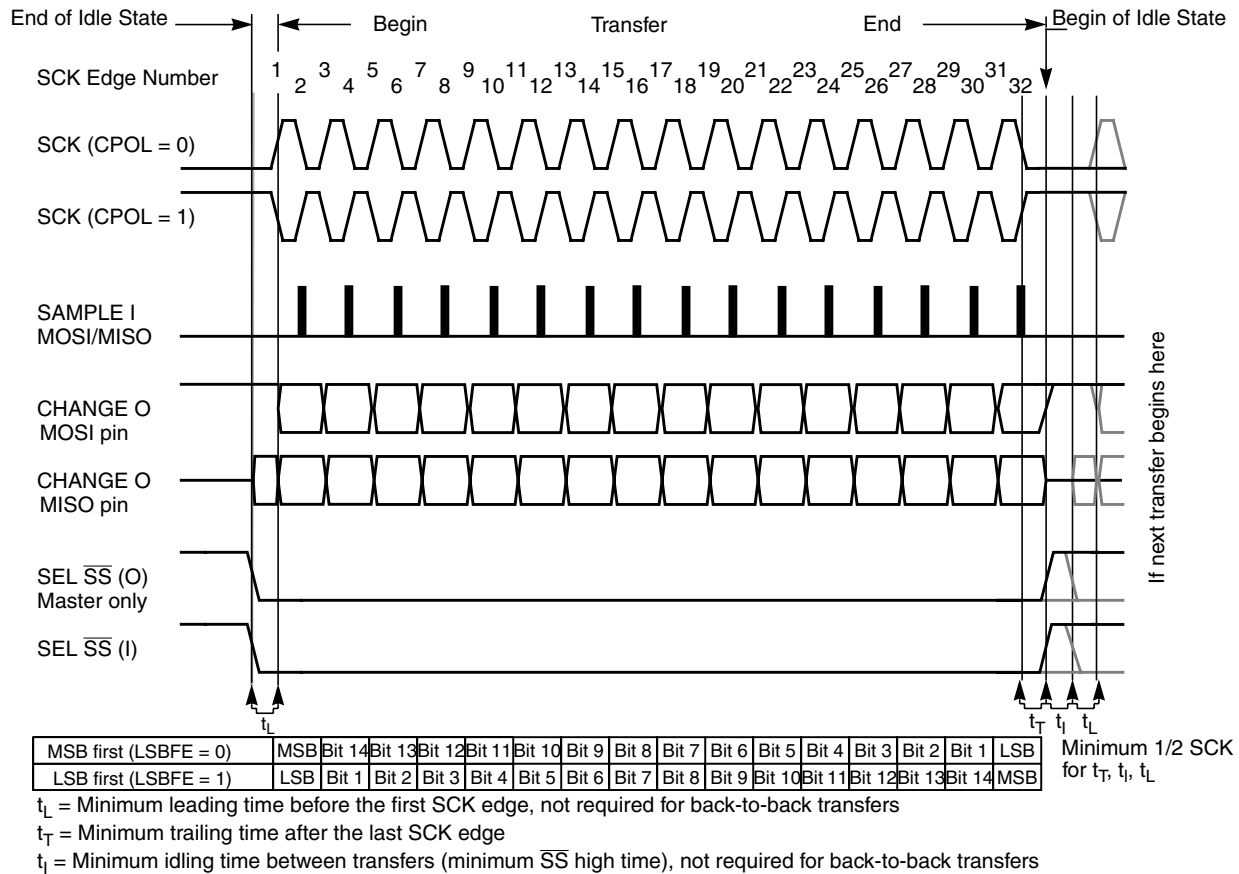 End of Idle State
Begin
Transfer
End
Begin of Idle State
SCK Edge Number
1 2 3 4 5 6 7 8 9 10 11 12 13 14 15 16 17 18 19 20 21 22 23 24 25 26 27 28 29 30 31 32
SCK (CPOL = 0)
SCK (CPOL = 1)
SAMPLE I
MOSI/MISO
CHANGE O
MOSI pin
CHANGE O
MISO pin
SEL S̅S̅ (O)
Master only
SEL S̅S̅ (I)
If next transfer begins here
tL
tT tI tL
MSB first (LSBFE = 0) MSB Bit 14 Bit 13 Bit 12 Bit 11 Bit 10 Bit 9 Bit 8 Bit 7 Bit 6 Bit 5 Bit 4 Bit 3 Bit 2 Bit 1 LSB
LSB first (LSBFE = 1) LSB Bit 1 Bit 2 Bit 3 Bit 4 Bit 5 Bit 6 Bit 7 Bit 8 Bit 9 Bit 10 Bit 11 Bit 12 Bit 13 Bit 14 MSB
Minimum 1/2 SCK
for tT, tI, tL
tL = Minimum leading time before the first SCK edge, not required for back-to-back transfers
tT = Minimum trailing time after the last SCK edge
tI = Minimum idling time between transfers (minimum S̅S̅ high time), not required for back-to-back transfers